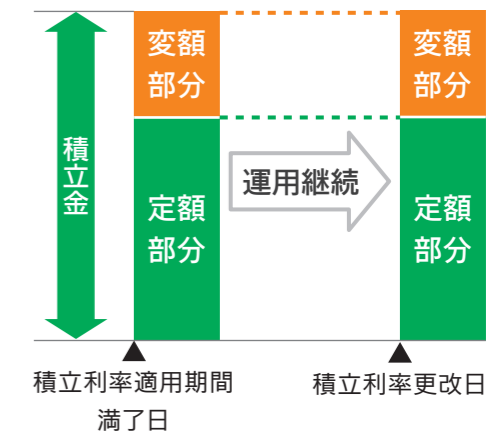 変額
部分
変額
部分
積立金
運用継続
定額
部分
定額
部分
積立利率適用期間
満了日
積立利率更改日